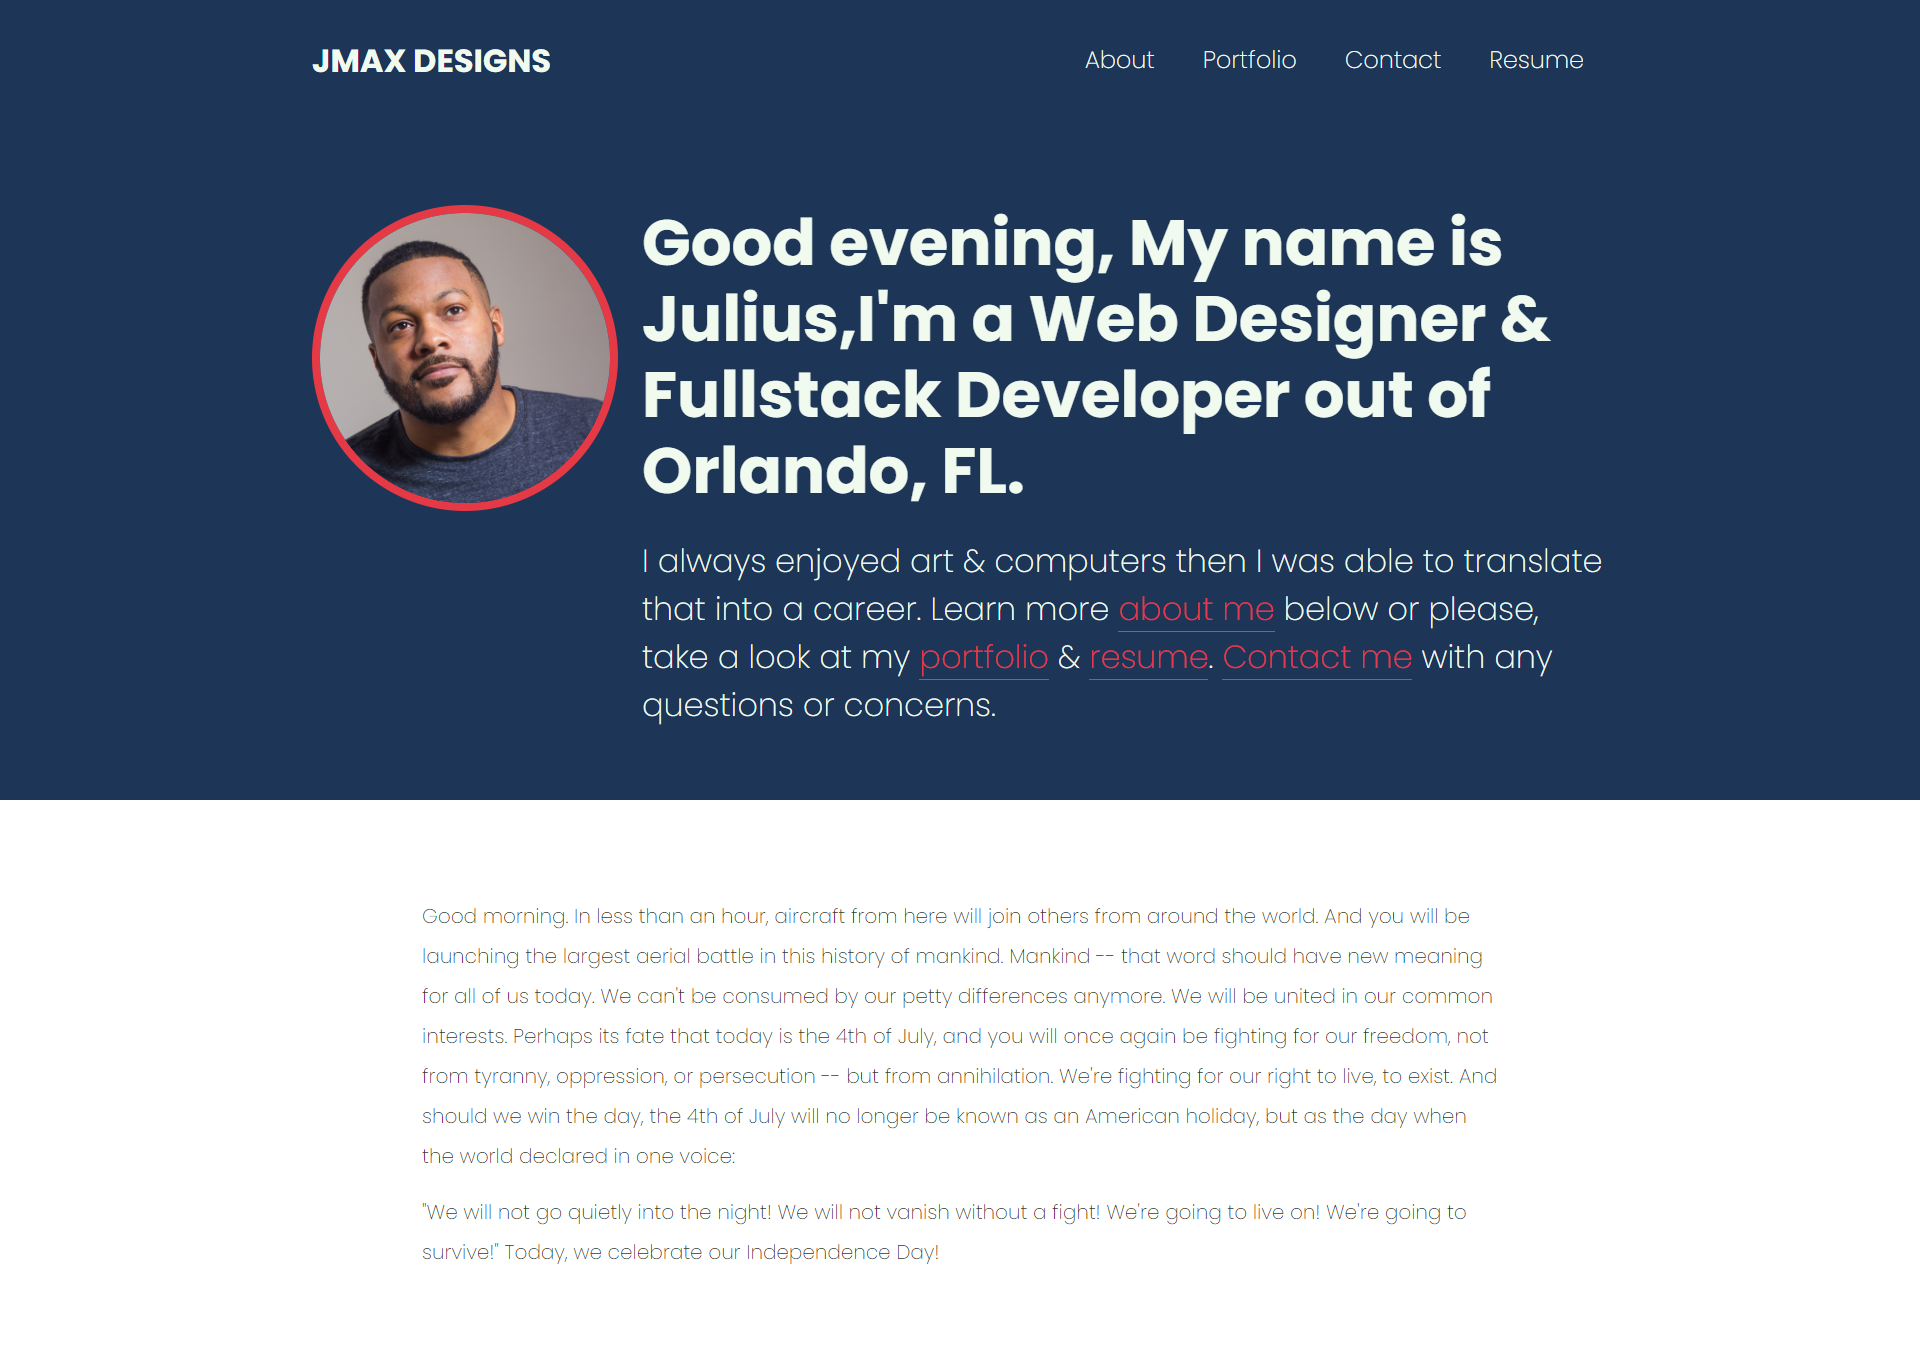 JMAX DESIGNS
About Portfolio Contact Resume
Good evening, My name is
Julius,I'm a Web Designer &
Fullstack Developer out of
Orlando, FL.
I always enjoyed art & computers then I was able to translate
that into a career. Learn more about me below or please,
take a look at my portfolio & resume. Contact me with any
questions or concerns.
Good morning. In less than an hour, aircraft from here will join others from around the world. And you will be
launching the largest aerial battle in this history of mankind. Mankind -- that word should have new meaning
for all of us today. We can't be consumed by our petty differences anymore. We will be united in our common
interests. Perhaps its fate that today is the 4th of July, and you will once again be fighting for our freedom, not
from tyranny, oppression, or persecution -- but from annihilation. We're fighting for our right to live, to exist. And
should we win the day, the 4th of July will no longer be known as an American holiday, but as the day when
the world declared in one voice:
"We will not go quietly into the night! We will not vanish without a fight! We're going to live on! We're going to
survive!" Today, we celebrate our Independence Day!